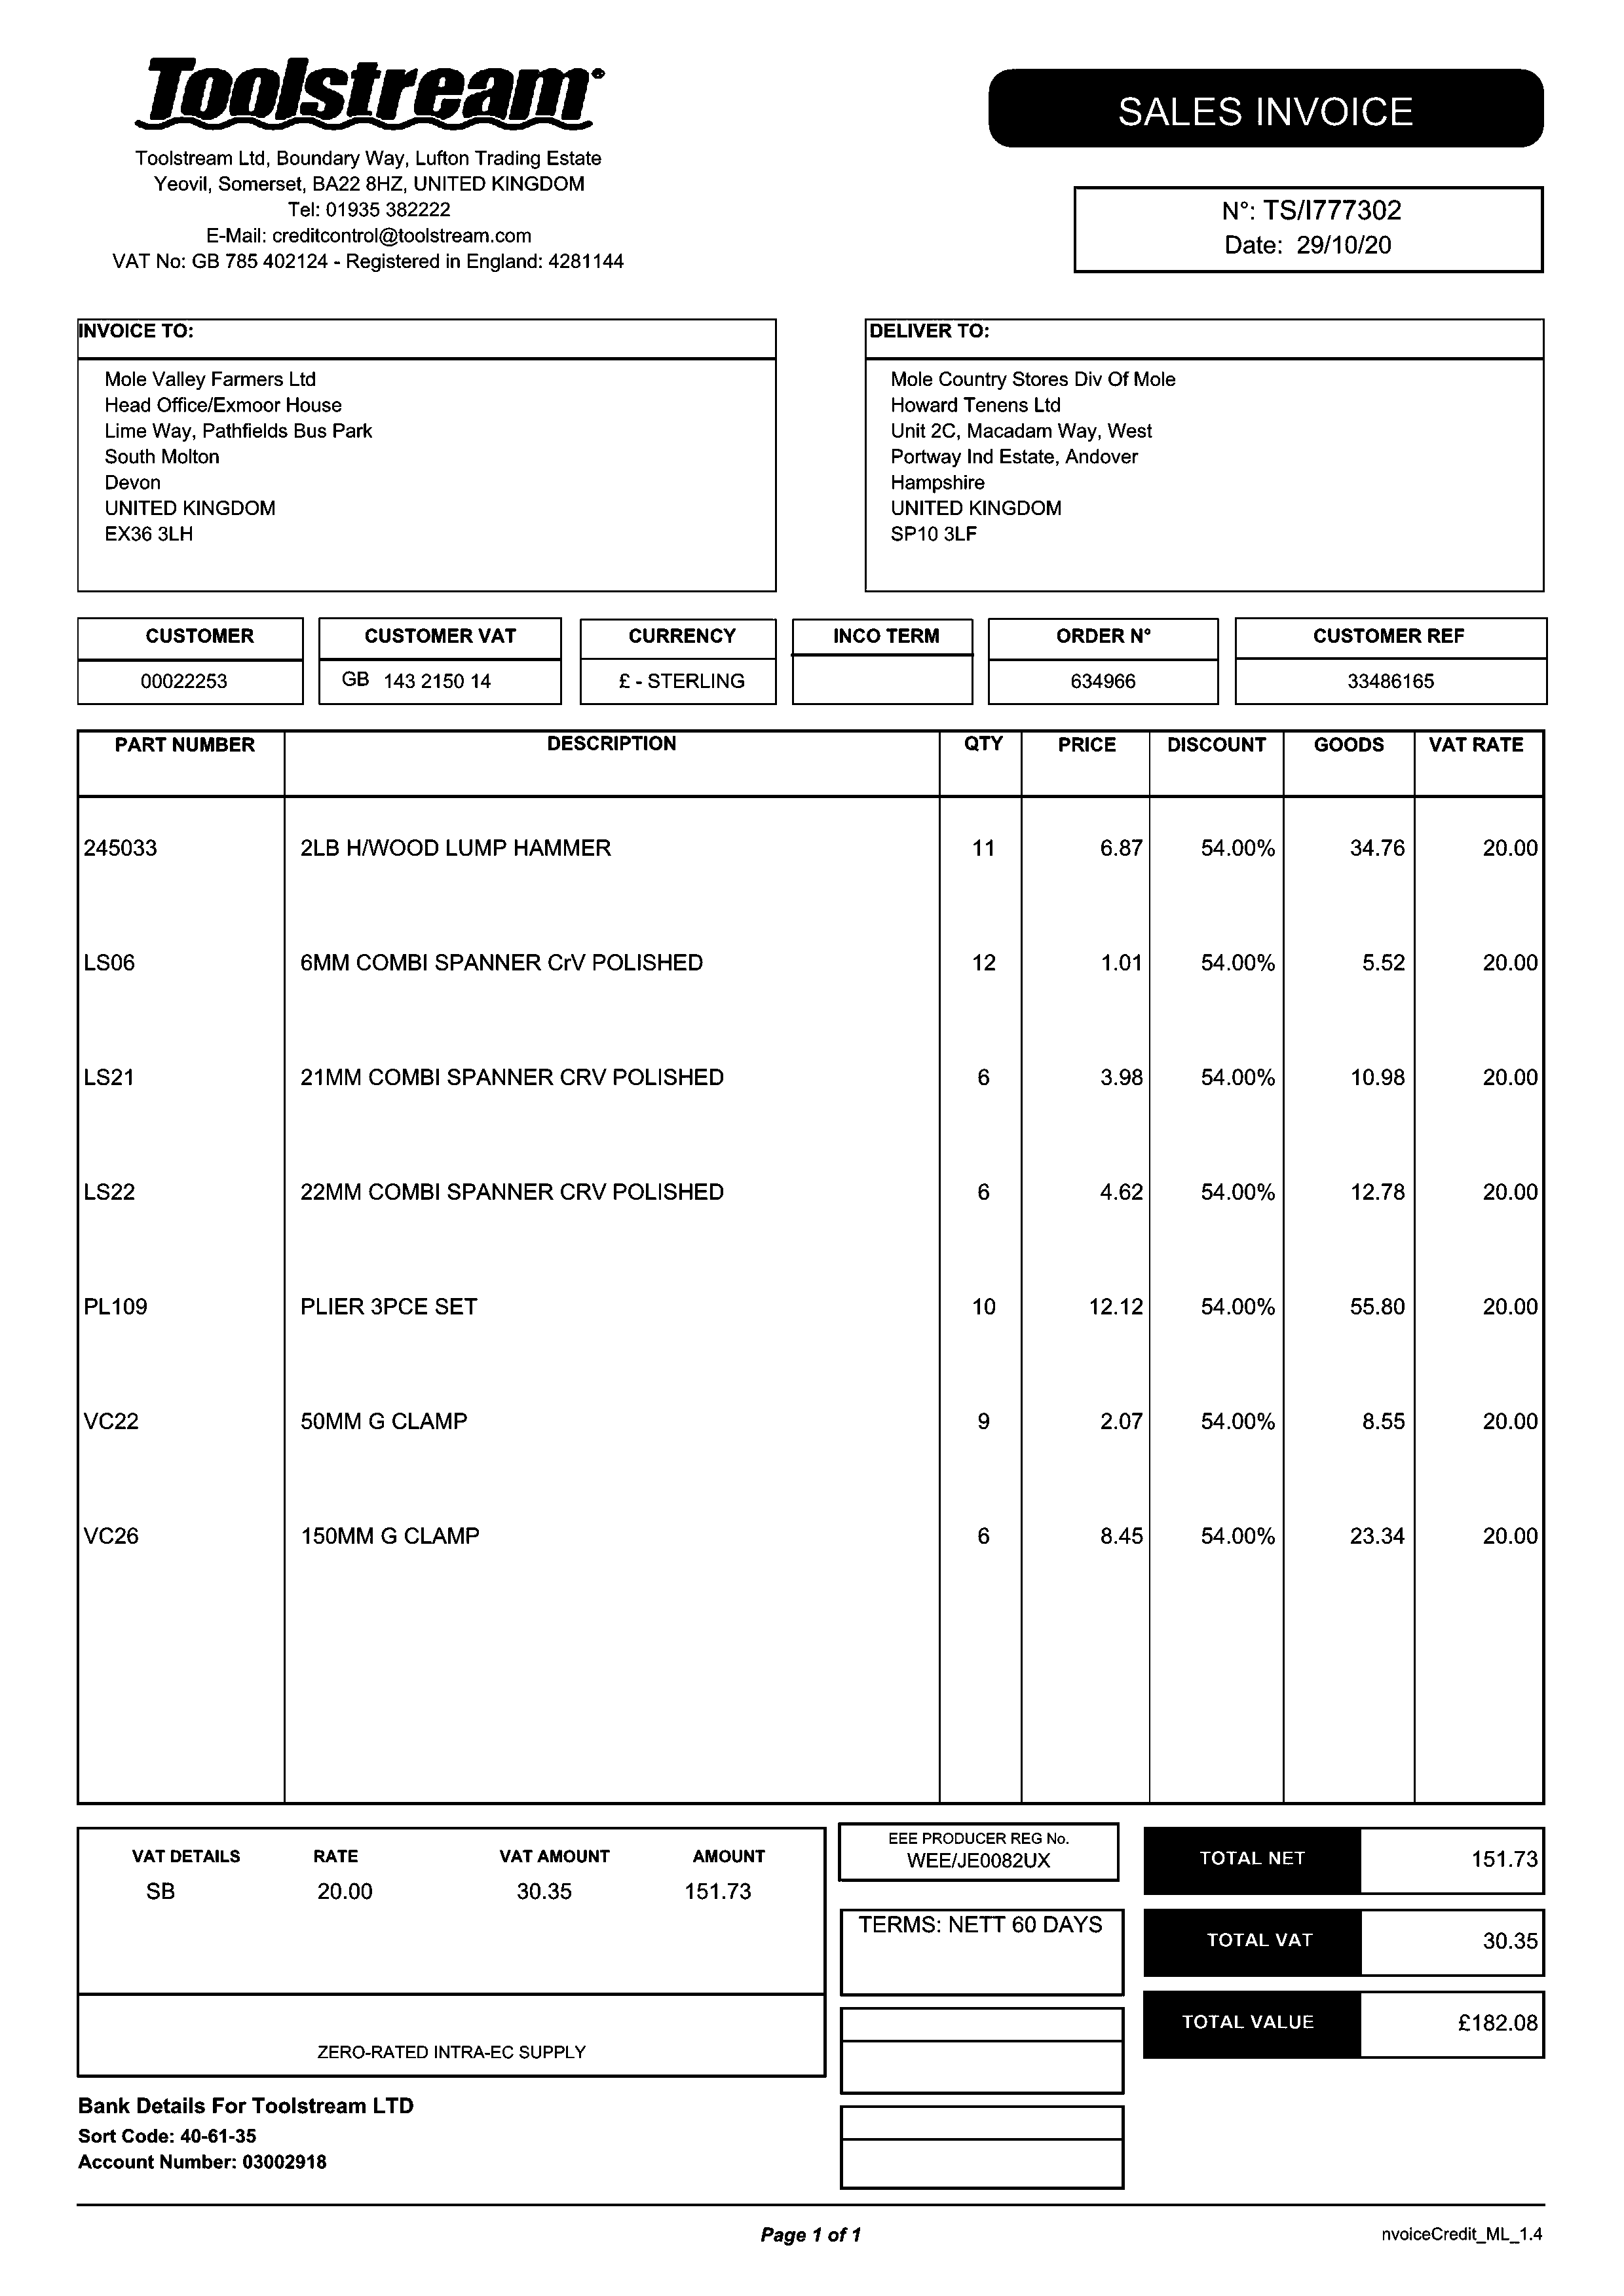 Toolstream®
SALES INVOICE
Toolstream Ltd, Boundary Way, Lufton Trading Estate
Yeovil, Somerset, BA22 8HZ, UNITED KINGDOM
Tel: 01935 382222
E-Mail: creditcontrol@toolstream.com
VAT No: GB 785 402124 - Registered in England: 4281144
Nº: TS/I777302
Date: 29/10/20
INVOICE TO:
Mole Valley Farmers Ltd
Head Office/Exmoor House
Lime Way, Pathfields Bus Park
South Molton
Devon
UNITED KINGDOM
EX36 3LH
DELIVER TO:
Mole Country Stores Div Of Mole
Howard Tenens Ltd
Unit 2C, Macadam Way, West
Portway Ind Estate, Andover
Hampshire
UNITED KINGDOM
SP10 3LF
CUSTOMER CUSTOMER VAT CURRENCY INCO TERM ORDER Nº CUSTOMER REF
00022253 GB 143 2150 14 £ - STERLING 634966 33486165
PART NUMBER DESCRIPTION QTY PRICE DISCOUNT GOODS VAT RATE
245033 2LB H/WOOD LUMP HAMMER 11 6.87 54.00% 34.76 20.00
LS06 6MM COMBI SPANNER CrV POLISHED 12 1.01 54.00% 5.52 20.00
LS21 21MM COMBI SPANNER CRV POLISHED 6 3.98 54.00% 10.98 20.00
LS22 22MM COMBI SPANNER CRV POLISHED 6 4.62 54.00% 12.78 20.00
PL109 PLIER 3PCE SET 10 12.12 54.00% 55.80 20.00
VC22 50MM G CLAMP 9 2.07 54.00% 8.55 20.00
VC26 150MM G CLAMP 6 8.45 54.00% 23.34 20.00
VAT DETAILS RATE VAT AMOUNT AMOUNT
SB 20.00 30.35 151.73
ZERO-RATED INTRA-EC SUPPLY
EEE PRODUCER REG No.
WEE/JE0082UX
TERMS: NETT 60 DAYS
TOTAL NET 151.73
TOTAL VAT 30.35
TOTAL VALUE £182.08
Bank Details For Toolstream LTD
Sort Code: 40-61-35
Account Number: 03002918
Page 1 of 1
nvoiceCredit_ML_1.4